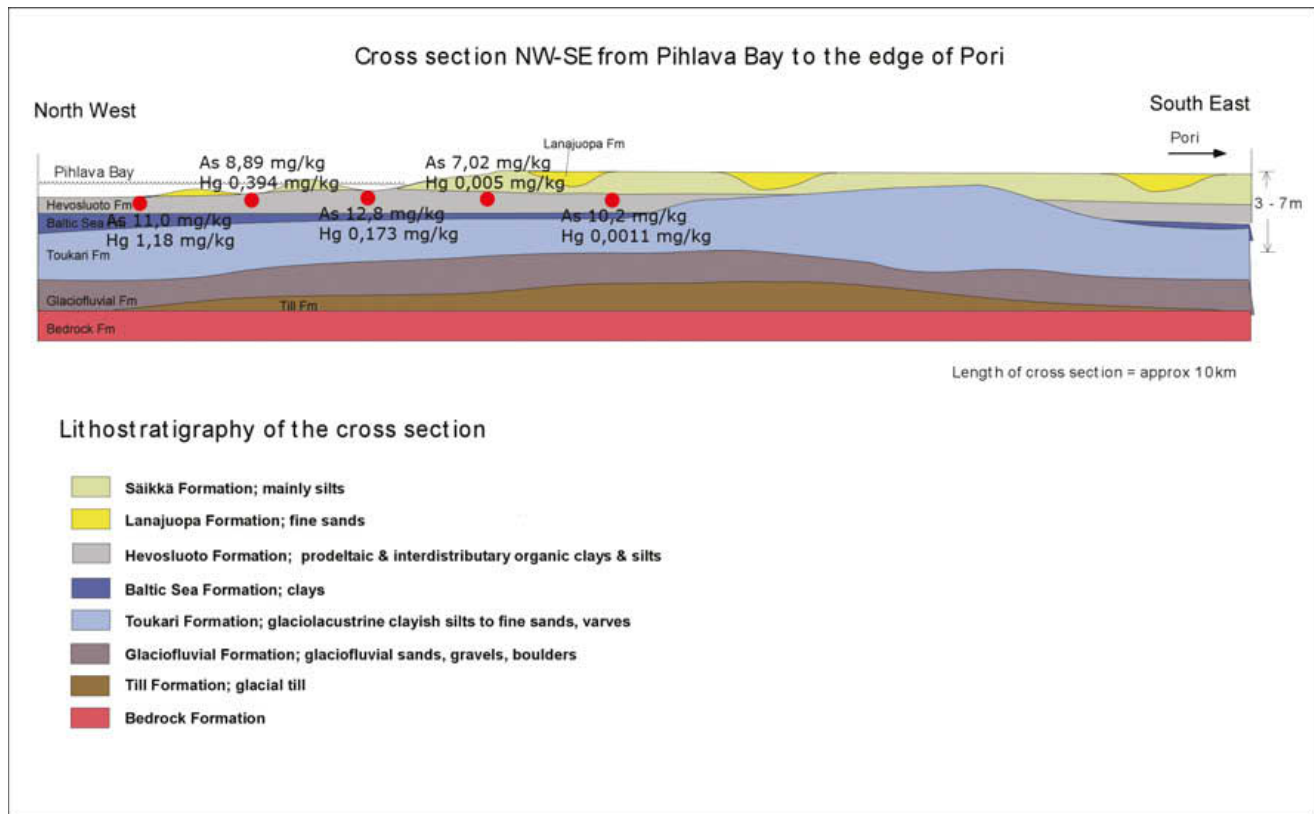 Cross section NW-SE from Pihlava Bay to the edge of Pori
North West
South East
Pori
Lanajuopa Fm
Pihlava Bay
As 8,89 mg/kg
Hg 0,394 mg/kg
As 7,02 mg/kg
Hg 0,005 mg/kg
3 - 7m
Hevosluoto Fm
Baltic Sea
As 11,0 mg/kg
Hg 1,18 mg/kg
As 12,8 mg/kg
Hg 0,173 mg/kg
As 10,2 mg/kg
Hg 0,0011 mg/kg
Toukari Fm
Glaciofluvial Fm
Till Fm
Bedrock Fm
Length of cross section = approx 10km
Lithostratigraphy of the cross section
Säikkä Formation; mainly silts
Lanajuopa Formation; fine sands
Hevosluoto Formation; prodeltaic & interdistributary organic clays & silts
Baltic Sea Formation; clays
Toukari Formation; glaciolacustrine clayish silts to fine sands, varves
Glaciofluvial Formation; glaciofluvial sands, gravels, boulders
Till Formation; glacial till
Bedrock Formation